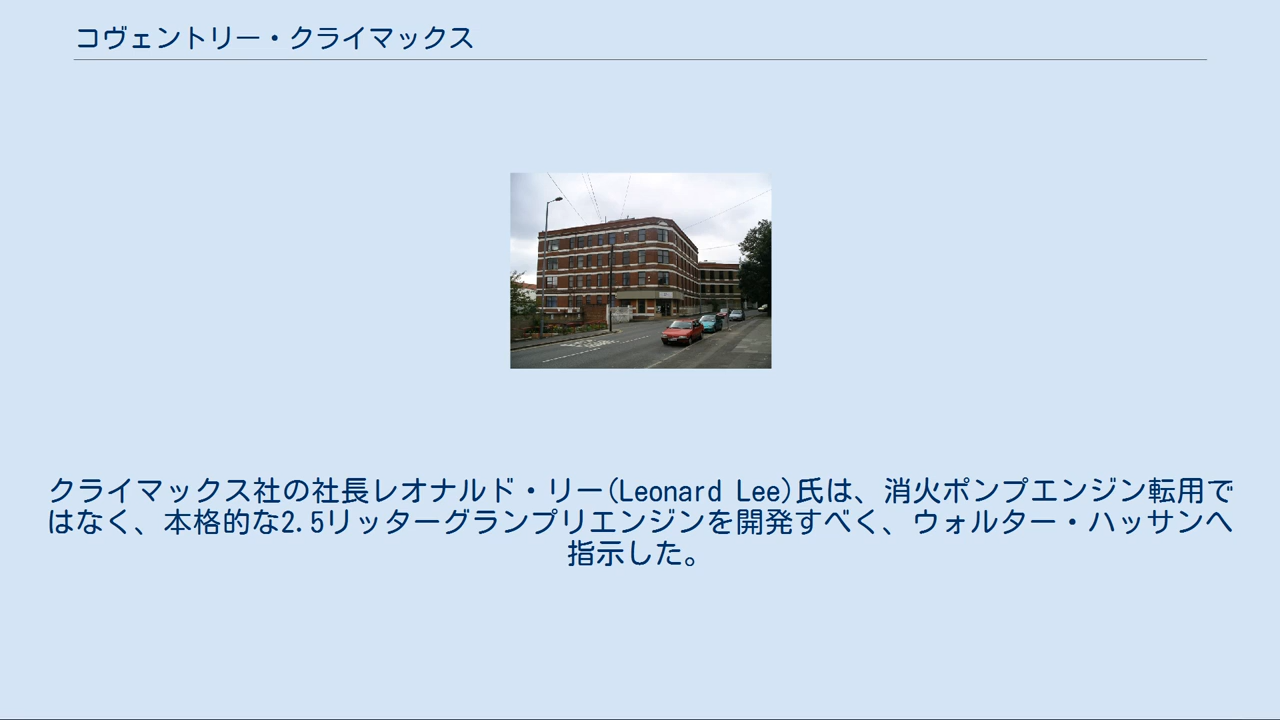 コヴェントリー・クライマックス
クライマックス社の社長レオナルド・リー(Leonard Lee)氏は、消火ポンプエンジン転用で
はなく、本格的な2.5リッターグランプリエンジンを開発すべく、ウォルター・ハッサンへ
指示した。